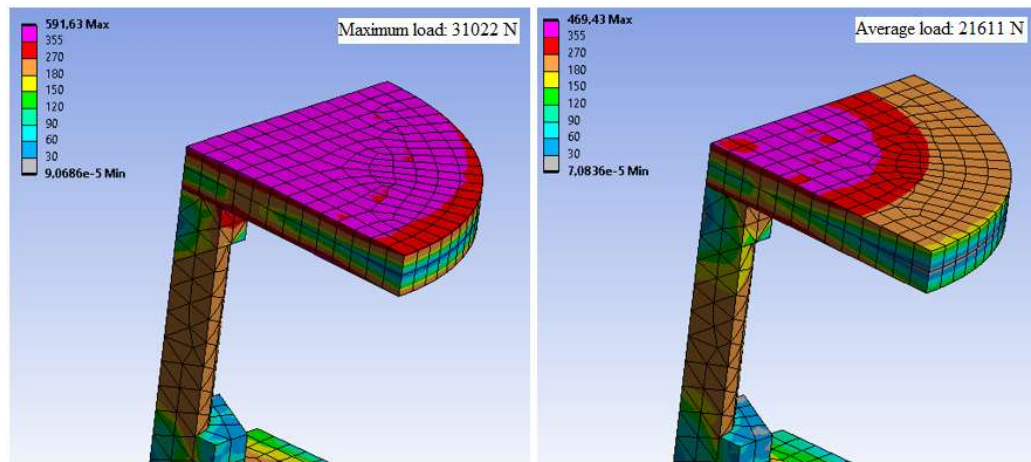 591,63 Max
355
270
180
150
120
90
60
30
9,0686e-5 Min
Maximum load: 31022 N
469,43 Max
355
270
180
150
120
90
60
30
7,0836e-5 Min
Average load: 21611 N